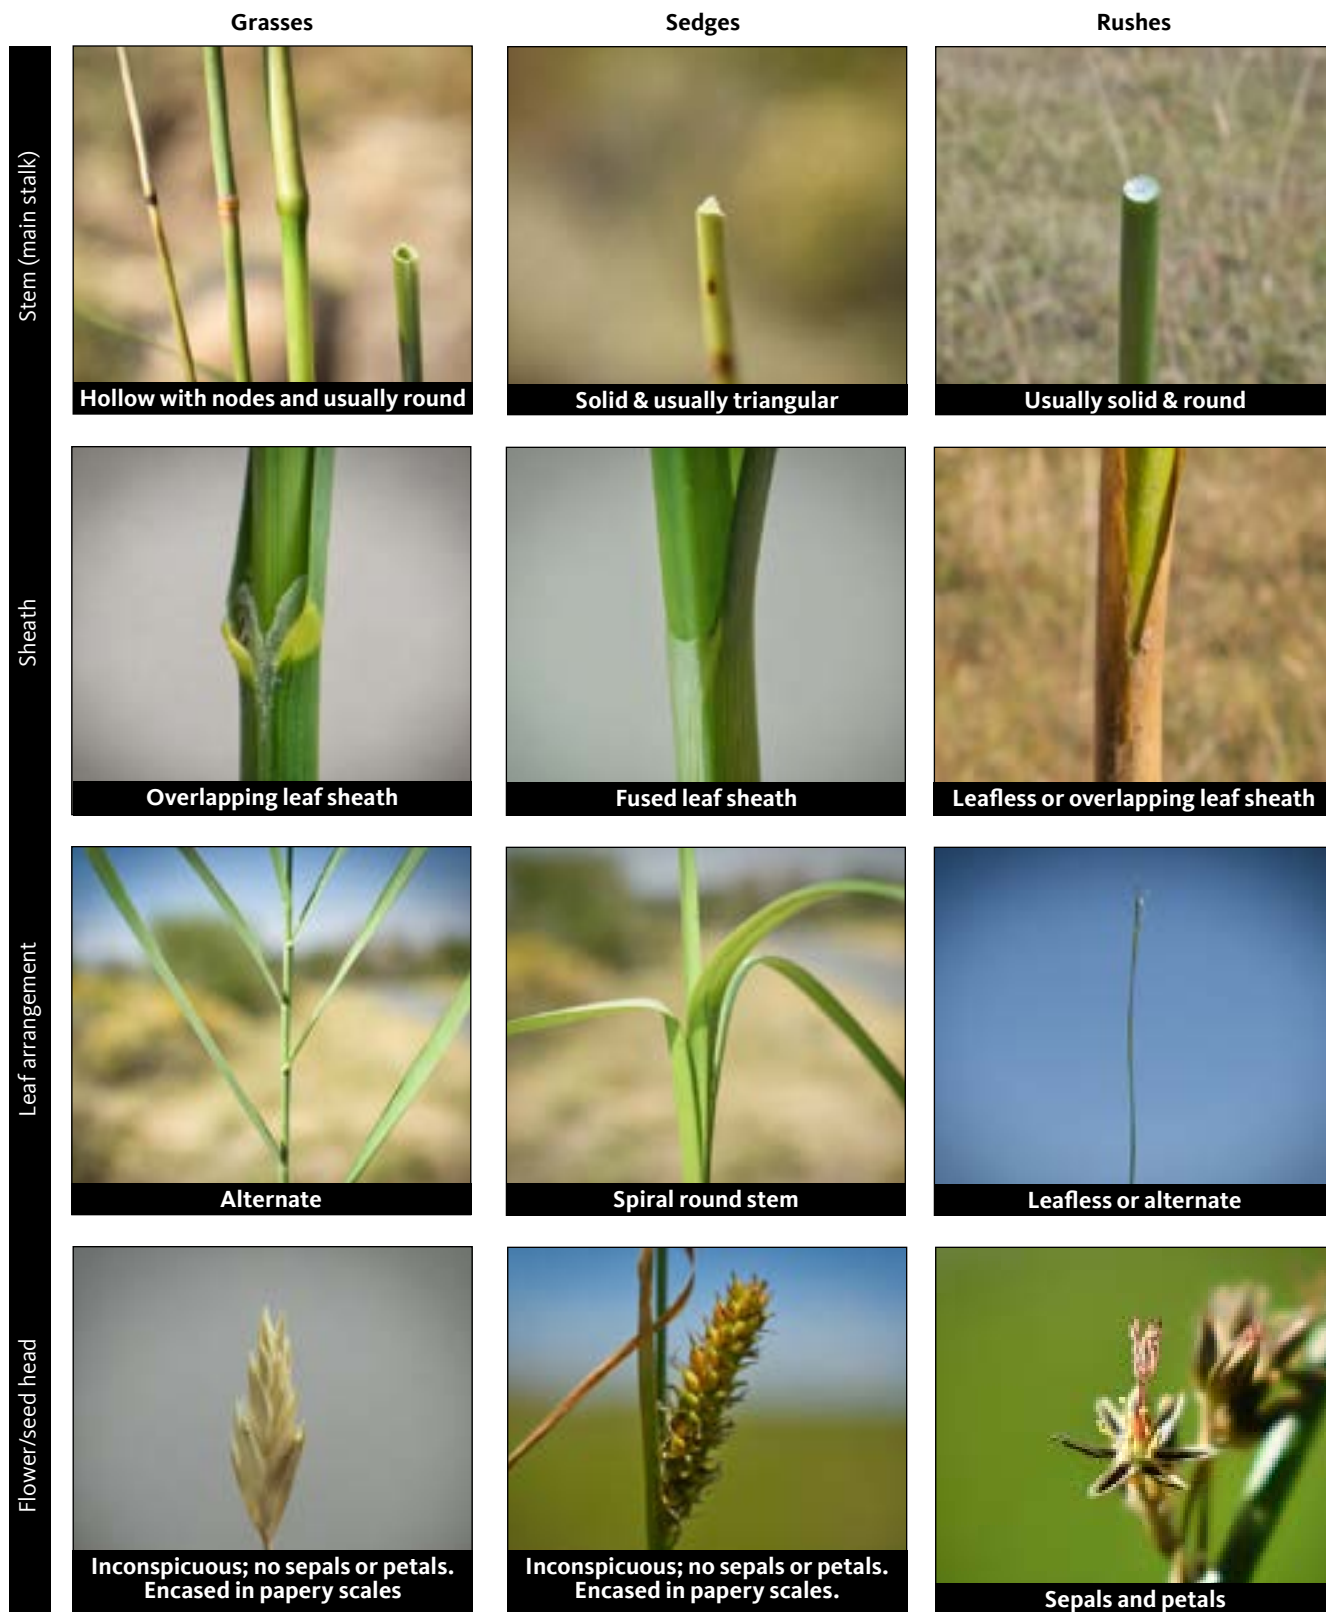 Grasses
Sedges
Rushes
Stem (main stalk)
Hollow with nodes and usually round
Solid & usually triangular
Usually solid & round
Sheath
Overlapping leaf sheath
Fused leaf sheath
Leafless or overlapping leaf sheath
Leaf arrangement
Alternate
Spiral round stem
Leafless or alternate
Flower/seed head
Inconspicuous; no sepals or petals.
Encased in papery scales
Inconspicuous; no sepals or petals.
Encased in papery scales.
Sepals and petals